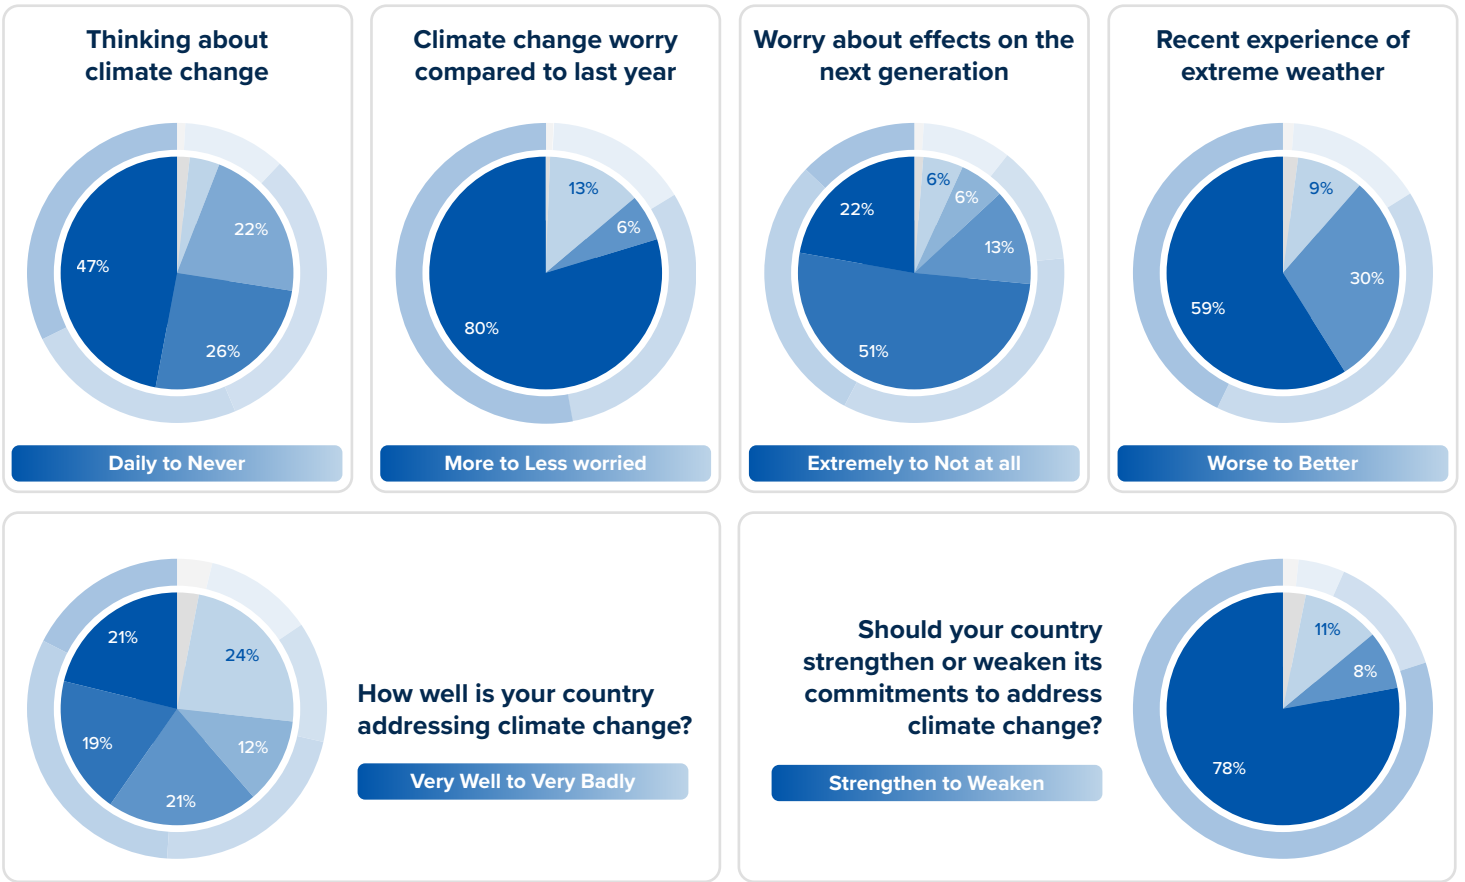 Thinking about
climate change
22%
47%
26%
Daily to Never
Climate change worry
compared to last year
13%
6%
80%
More to Less worried
Worry about effects on the
next generation
6%
6%
22%
13%
51%
Extremely to Not at all
Recent experience of
extreme weather
9%
30%
59%
Worse to Better
21%
24%
19%
12%
21%
How well is your country
addressing climate change?
Very Well to Very Badly
Should your country
strengthen or weaken its
commitments to address
climate change?
Strengthen to Weaken
11%
8%
78%